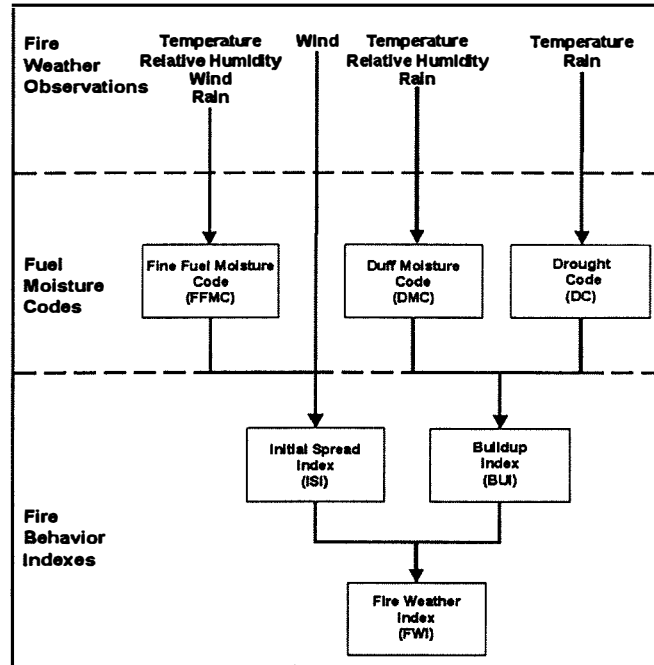 Fire
Weather
Observations
Temperature
Relative Humidity
Wind
Rain
Wind
Temperature
Relative Humidity
Rain
Temperature
Rain
Fuel
Moisture
Codes
Fine Fuel Moisture
Code
(FFMC)
Duff Moisture
Code
(DMC)
Drought
Code
(DC)
Fire
Behavior
Indexes
Initial Spread
Index
(ISI)
Buildup
Index
(BUI)
Fire Weather
Index
(FWI)